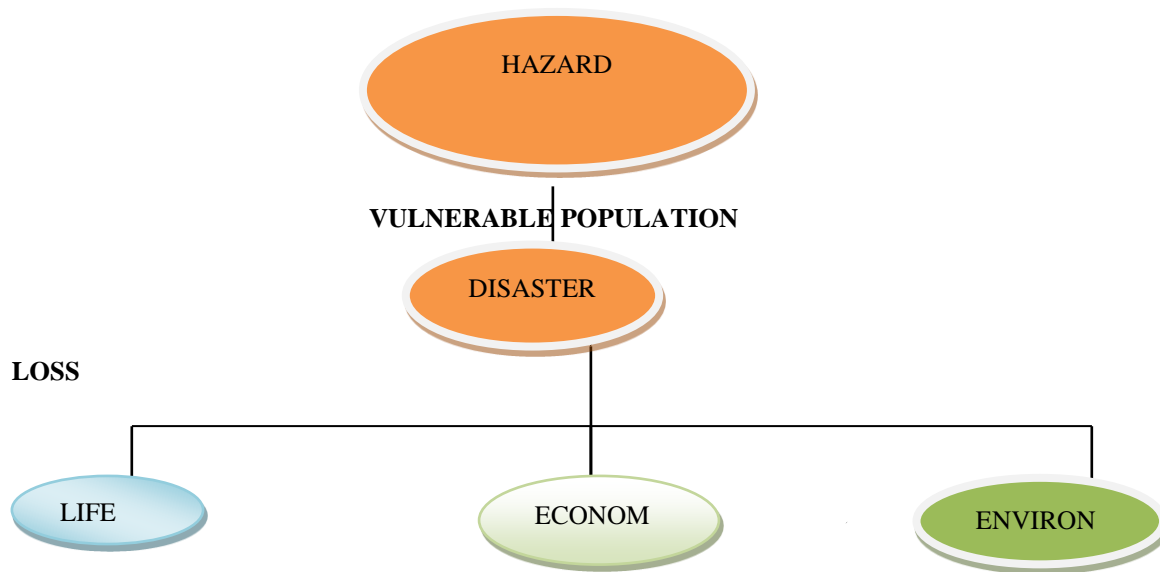 HAZARD
VULNERABLE POPULATION
DISASTER
LOSS
LIFE
ECONOM
ENVIRON